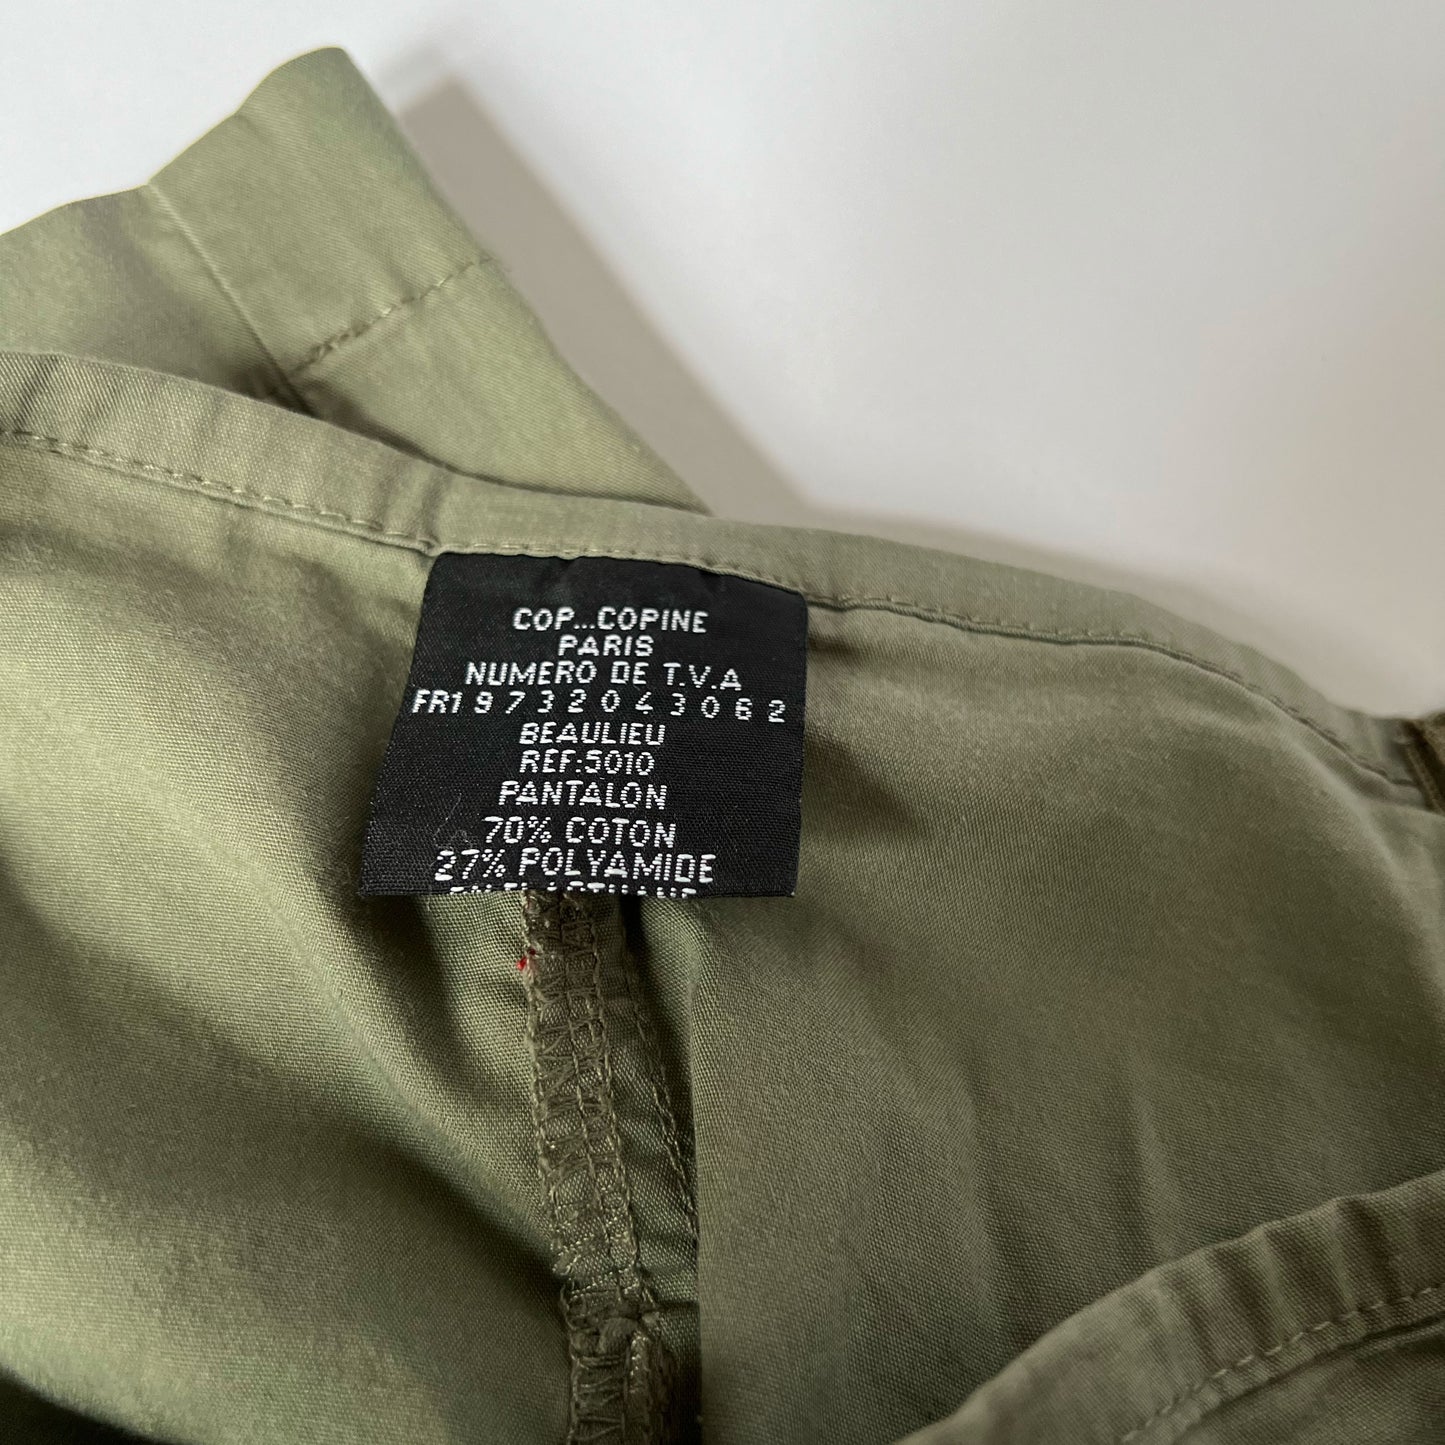 COP...COPINE
PARIS
NUMERO DE T.V.A
FR19732043062
BEAULIEU
REF:5010
PANTALON
70% COTON
27% POLYAMIDE